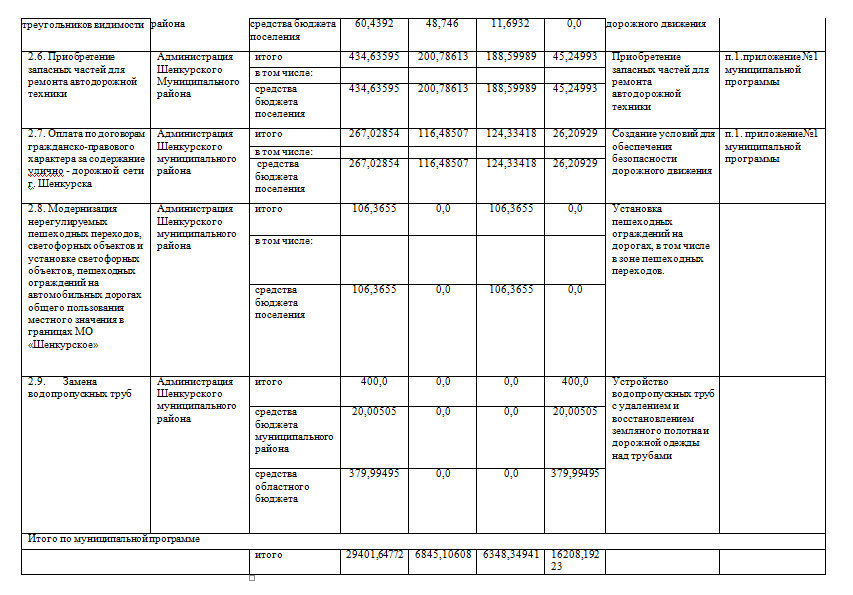 треугольников видимости района средства бюджета 60,4392 48,746 11,6932 0,0 дорожного движения
поселения
2.6. Приобретение
запасных частей для
ремонта автодорожной
техники
Администрация
Шенкурского
Муниципального
района
итого 434,63595 200,78613 188,59989 45,24993
в том числе:
средства 434,63595 200,78613 188,59989 45,24993
бюджета
поселения
Приобретение
запасных частей для
ремонта
автодорожной
техники
п.1.приложение№1
муниципальной
программы
2.7. Оплата по договорам
гражданско-правового
характера за содержание
улично - дорожной сети
г. Шенкурска
Администрация
Шенкурского
муниципального
района
итого 267,02854 116,48507 124,33418 26,20929
в том числе:
средства 267,02854 116,48507 124,33418 26,20929
бюджета
поселения
Создание условий для
обеспечения
безопасности
дорожного движения
п.1. приложение№1
муниципальной
программы
2.8. Модернизация
нерегулируемых
пешеходных переходов,
светофорных объектов и
установке светофорных
объектов, пешеходных
ограждений на
автомобильных дорогах
общего пользования
местного значения в
границах МО
«Шенкурское»
Администрация
Шенкурского
муниципального
района
итого 106,3655 0,0 106,3655 0,0
в том числе:
средства 106,3655 0,0 106,3655 0,0
бюджета
поселения
Установка
пешеходных
ограждений на
дорогах, в том числе
в зоне пешеходных
переходов.
2.9. Замена
водопропускных труб
Администрация
Шенкурского
муниципального
района
итого 400,0 0,0 0,0 400,0
средства 20,00505 0,0 0,0 20,00505
бюджета
муниципального
района
средства 379,99495 0,0 0,0 379,99495
областного
бюджета
Устройство
водопропускных труб
с удалением и
восстановлением
земляного полотна и
дорожной одежды
над трубами
Итого по муниципальной программе
итого 29401,64772 6845,10608 6348,34941 16208,192
23